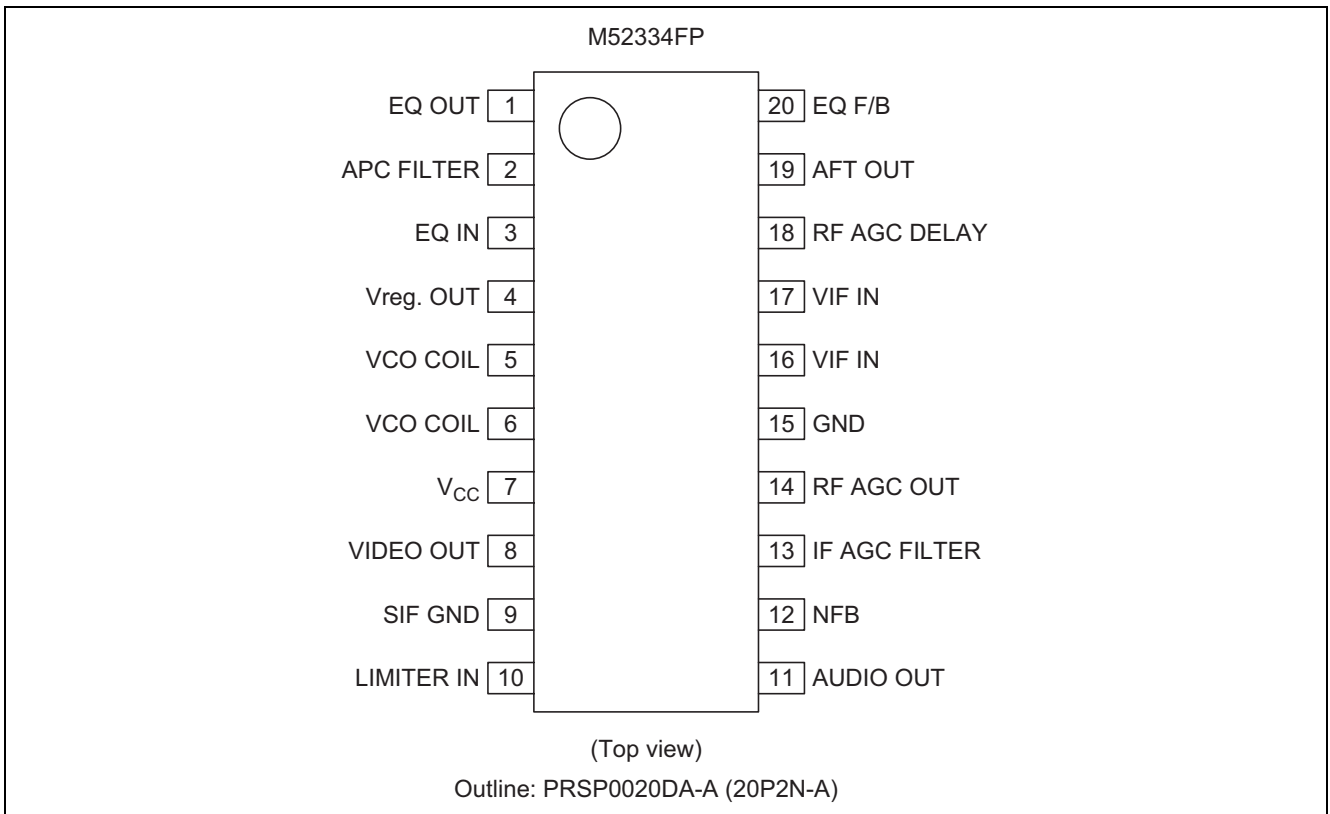 M52334FP
EQ OUT 1 20 EQ F/B
APC FILTER 2 19 AFT OUT
EQ IN 3 18 RF AGC DELAY
Vreg. OUT 4 17 VIF IN
VCO COIL 5 16 VIF IN
VCO COIL 6 15 GND
VCC 7 14 RF AGC OUT
VIDEO OUT 8 13 IF AGC FILTER
SIF GND 9 12 NFB
LIMITER IN 10 11 AUDIO OUT
(Top view)
Outline: PRSP0020DA-A (20P2N-A)